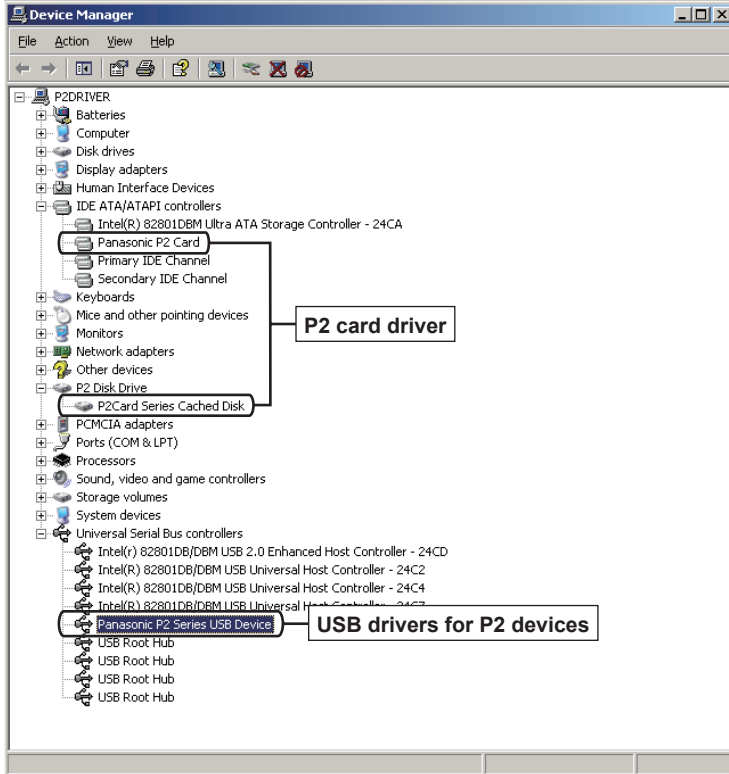 Device Manager
File Action View Help
P2DRIVER
Batteries
Computer
Disk drives
Display adapters
Human Interface Devices
IDE ATA/ATAPI controllers
Intel(R) 82801DBM Ultra ATA Storage Controller - 24CA
Panasonic P2 Card
Primary IDE Channel
Secondary IDE Channel
Keyboards
Mice and other pointing devices
P2 card driver
Monitors
Network adapters
Other devices
P2 Disk Drive
P2Card Series Cached Disk
PCMCIA adapters
Ports (COM & LPT)
Processors
Sound, video and game controllers
Storage volumes
System devices
Universal Serial Bus controllers
Intel(r) 82801DB/DBM USB 2.0 Enhanced Host Controller - 24CD
Intel(R) 82801DB/DBM USB Universal Host Controller - 24C2
Intel(R) 82801DB/DBM USB Universal Host Controller - 24C4
Intel(R) 82801DB/DBM USB Universal Host Controller - 24C7
Panasonic P2 Series USB Device
USB drivers for P2 devices
USB Root Hub
USB Root Hub
USB Root Hub
USB Root Hub